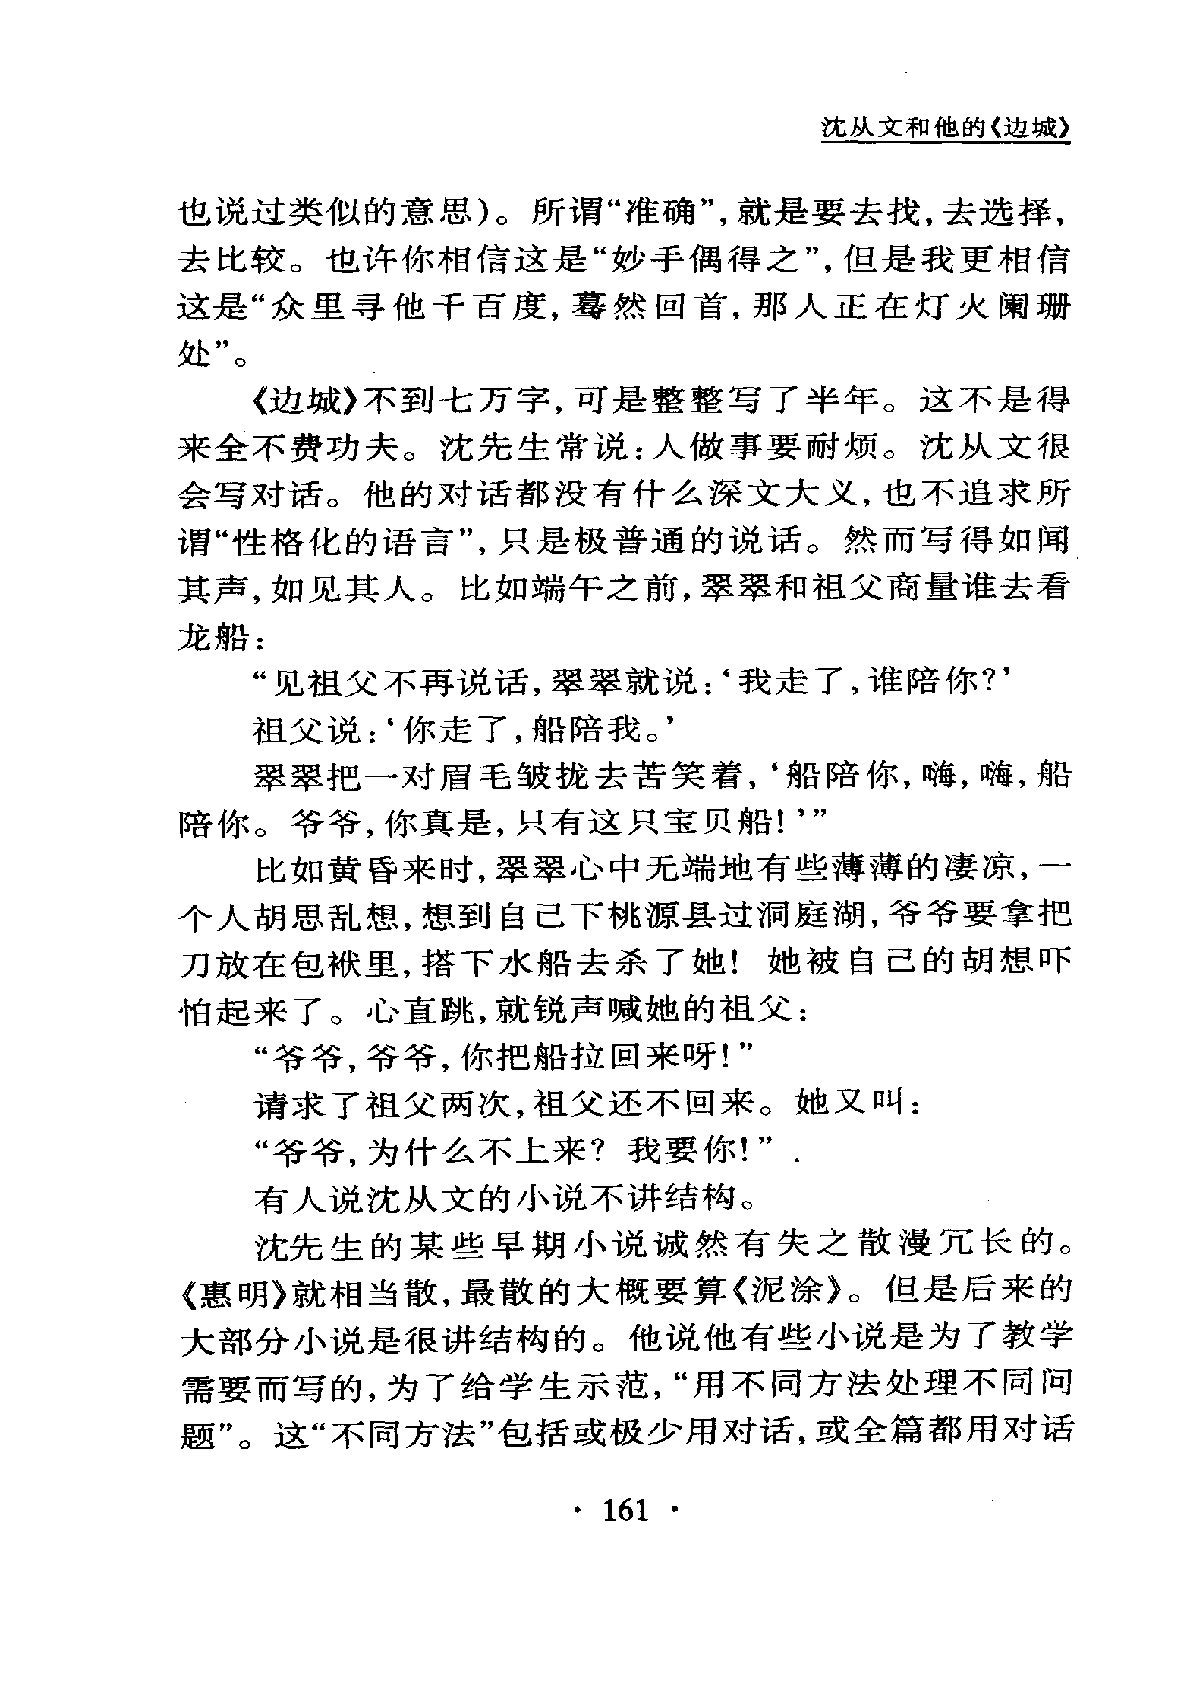 沈从文和他的《边城》
也说过类似的意思)。所谓“准确”,就是要去找,去选择,
去比较。也许你相信这是“妙手偶得之”,但是我更相信
这是“众里寻他千百度,蓦然回首,那人正在灯火阑珊
处”。
《边城》不到七万字,可是整整写了半年。这不是得
来全不费功夫。沈先生常说:人做事要耐烦。沈从文很
会写对话。他的对话都没有什么深文大义,也不追求所
谓“性格化的语言”,只是极普通的说话。然而写得如闻
其声,如见其人。比如端午之前,翠翠和祖父商量谁去看
龙船:
“见祖父不再说话,翠翠就说:‘我走了,谁陪你?’
祖父说:‘你走了,船陪我。’
翠翠把一对眉毛皱拢去苦笑着,‘船陪你,嗨,嗨,船
陪你。爷爷,你真是,只有这只宝贝船!’”
比如黄昏来时,翠翠心中无端地有些薄薄的凄凉,一
个人胡思乱想,想到自己下桃源县过洞庭湖,爷爷要拿把
刀放在包袱里,搭下水船去杀了她! 她被自己的胡想吓
怕起来了。心直跳,就锐声喊她的祖父:
“爷爷,爷爷,你把船拉回来呀!”
请求了祖父两次,祖父还不回来。她又叫:
“爷爷,为什么不上来? 我要你!”
有人说沈从文的小说不讲结构。
沈先生的某些早期小说诚然有失之散漫冗长的。
《惠明》就相当散,最散的大概要算《泥涂》。但是后来的
大部分小说是很讲结构的。他说他有些小说是为了教学
需要而写的,为了给学生示范,“用不同方法处理不同问
题”。这“不同方法”包括或极少用对话,或全篇都用对话
· 161 ·